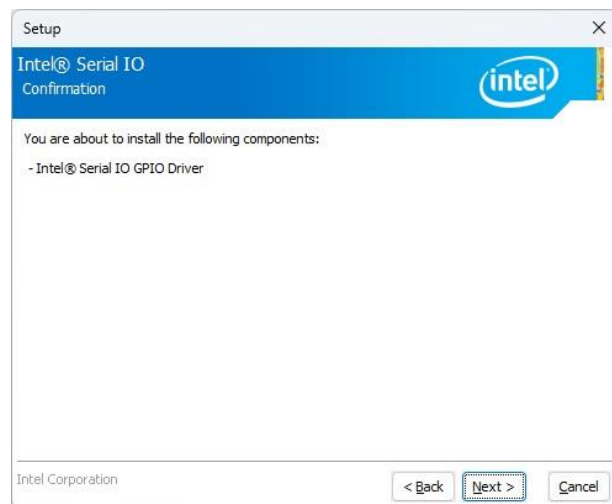 Setup
Intel® Serial IO
Confirmation
intel
You are about to install the following components:
- Intel® Serial IO GPIO Driver
Intel Corporation
< Back
Next >
Cancel